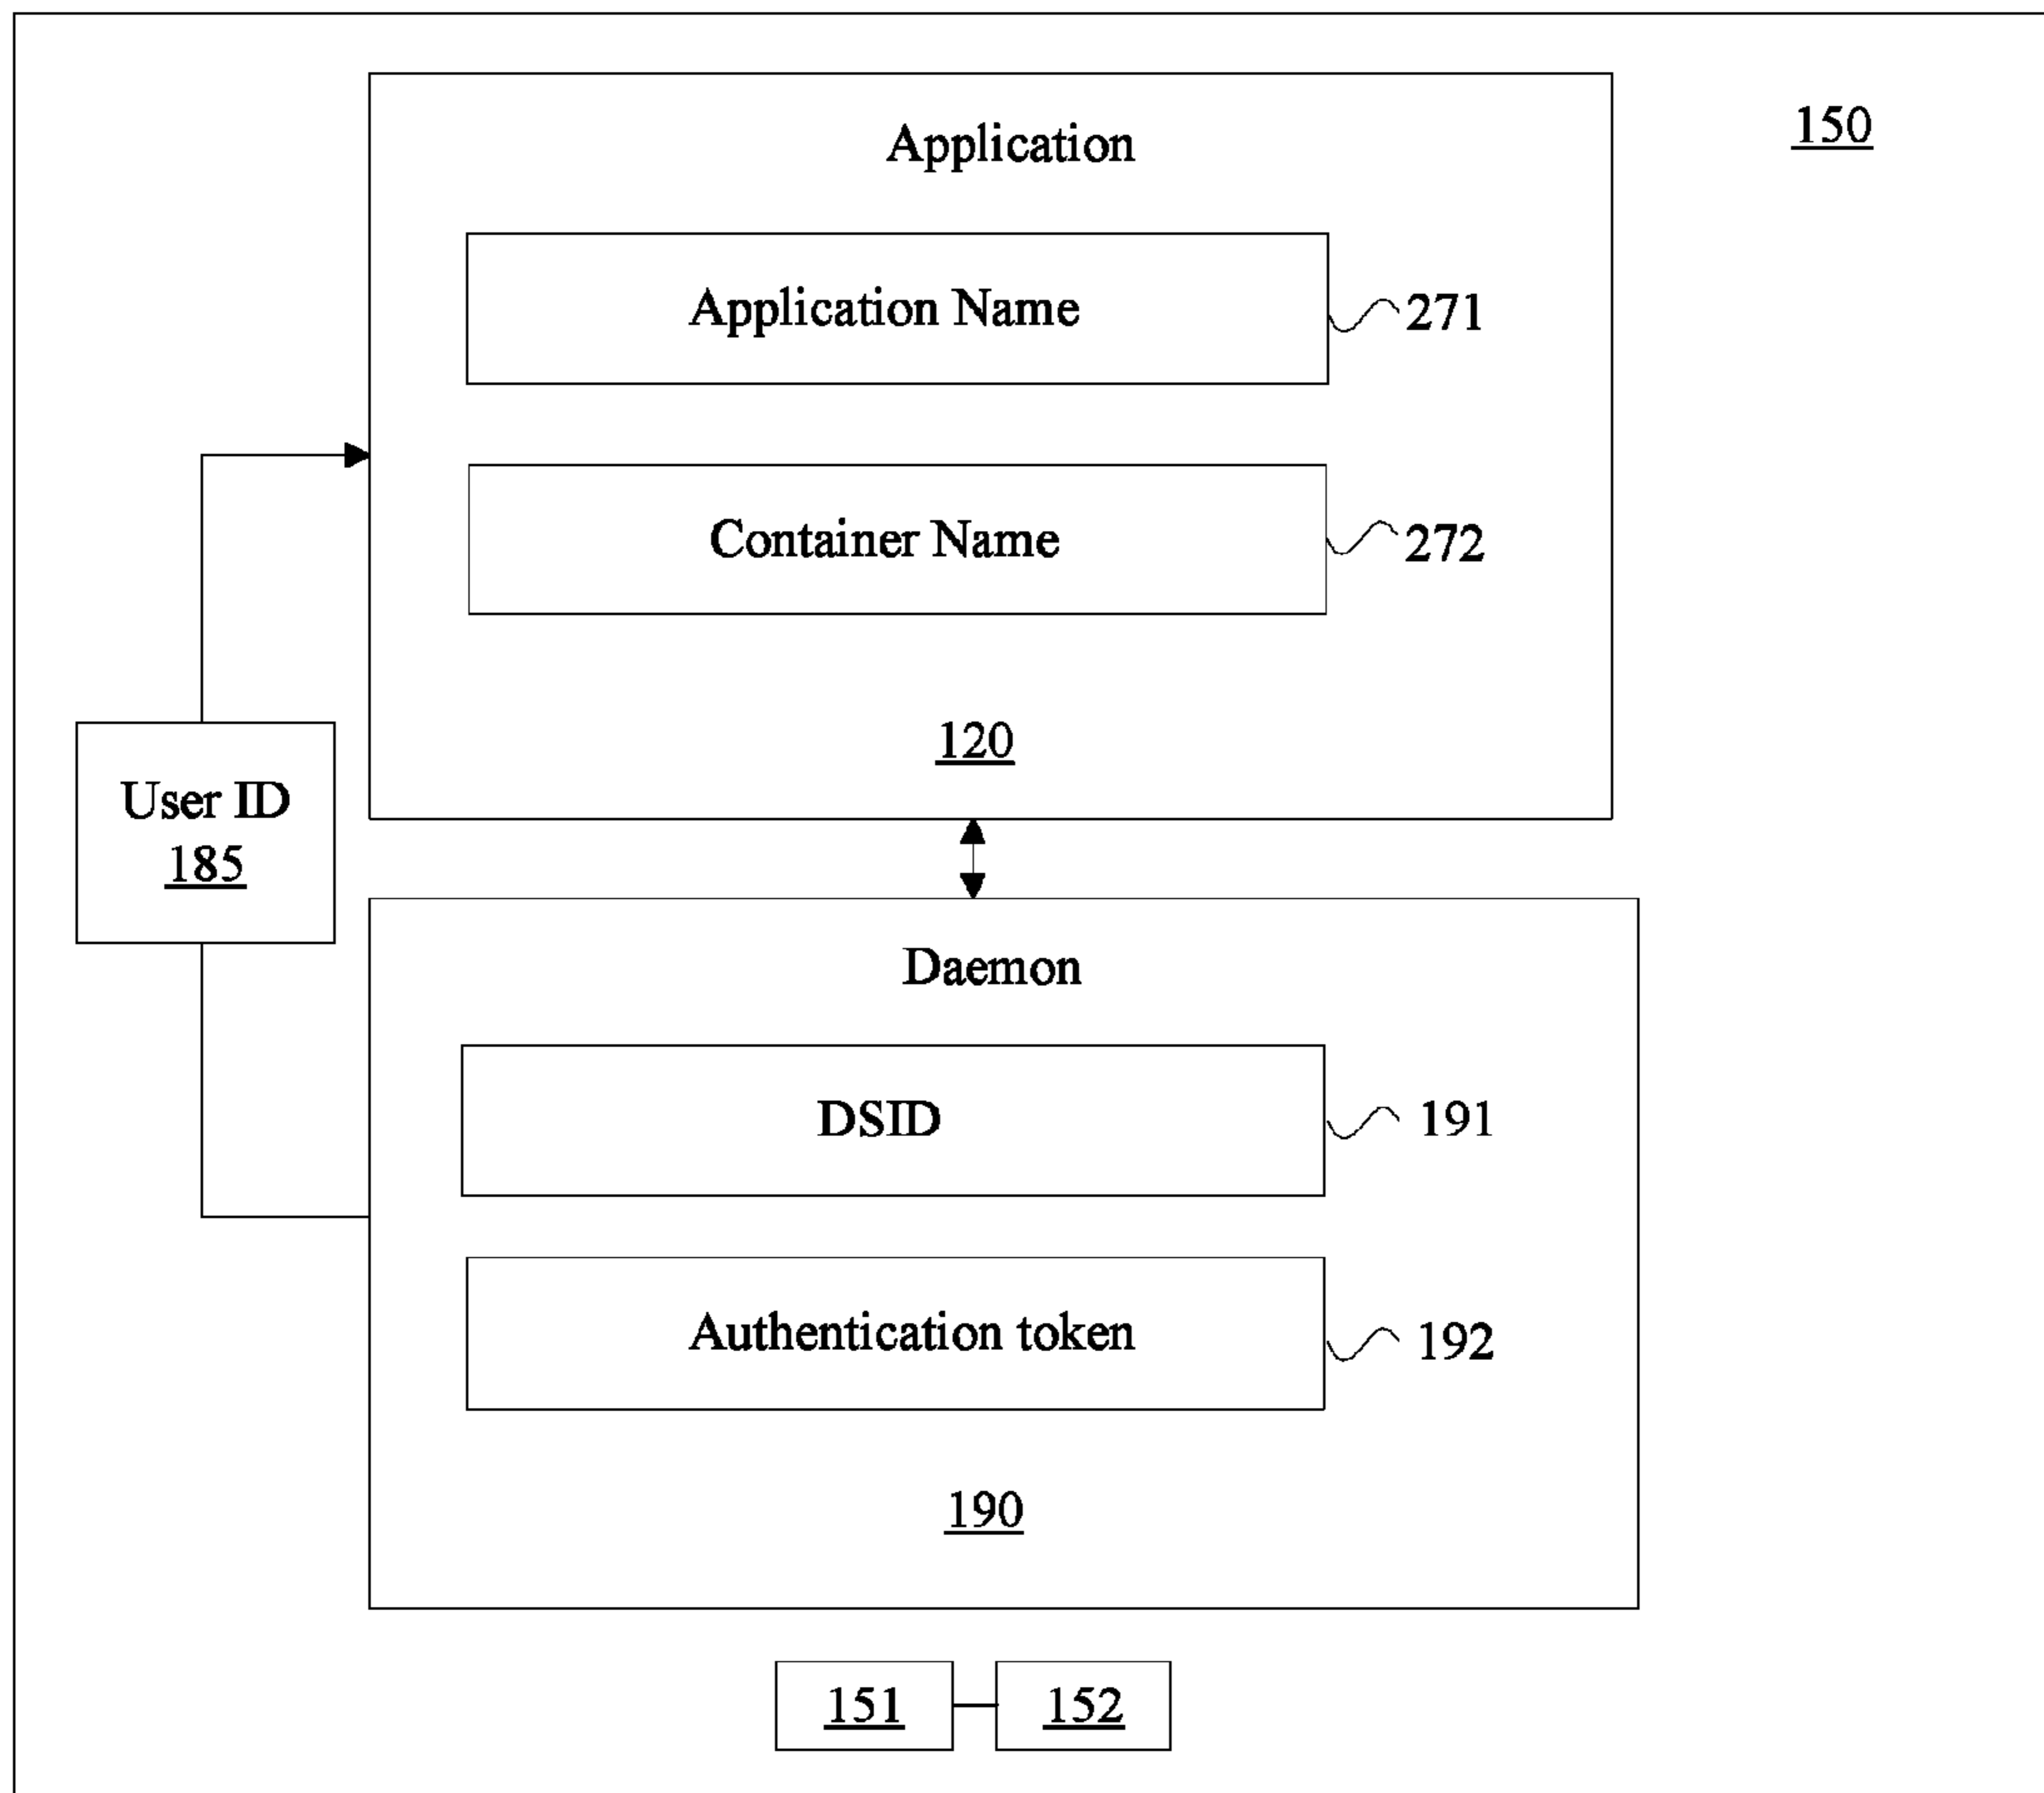 150
Application
Application Name
271
Container Name
272
120
User ID
185
Daemon
DSID
191
Authentication token
192
190
151
152